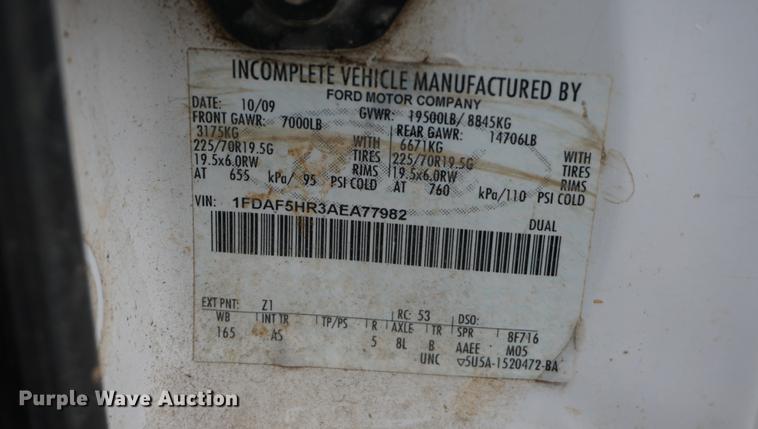 INCOMPLETE VEHICLE MANUFACTURED BY
FORD MOTOR COMPANY
DATE: 10/09 GVWR: 19500LB/ 8845KG
FRONT GAWR: 7000LB REAR GAWR: 14706LB
3175KG WITH 6671KG WITH
225/70R19.5G TIRES 225/70R19.5G TIRES
19.5x6.0RW RIMS 19.5x6.0RW RIMS
AT 655 kPa/ 95 PSI COLD AT 760 kPa/110 PSI COLD
VIN: 1FDAF5HR3AEA77982 DUAL
EXT PNT: Z1 RC: 53 DSO:
WB INT TR TP/PS R AXLE TR SPR 8F716
165 AS 5 8L B AAEE M05
UNC ▽5U5A-1520472-BA
Purple Wave Auction